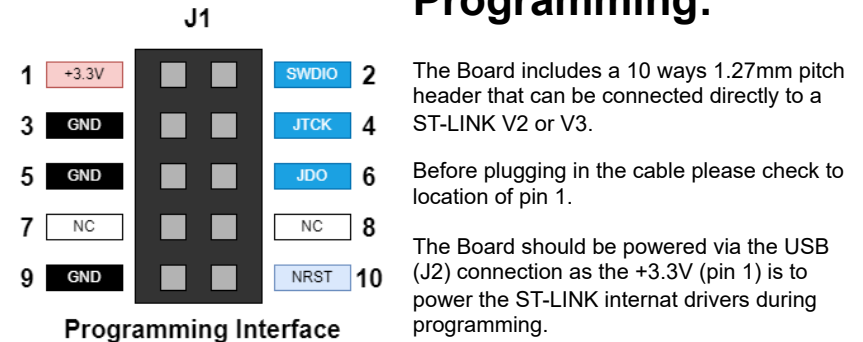 J1
1 +3.3V SWDIO 2
3 GND JTCK 4
5 GND JDO 6
7 NC NC 8
9 GND NRST 10
Programming Interface
Programming:
The Board includes a 10 ways 1.27mm pitch
header that can be connected directly to a
ST-LINK V2 or V3.
Before plugging in the cable please check to
location of pin 1.
The Board should be powered via the USB
(J2) connection as the +3.3V (pin 1) is to
power the ST-LINK internat drivers during
programming.